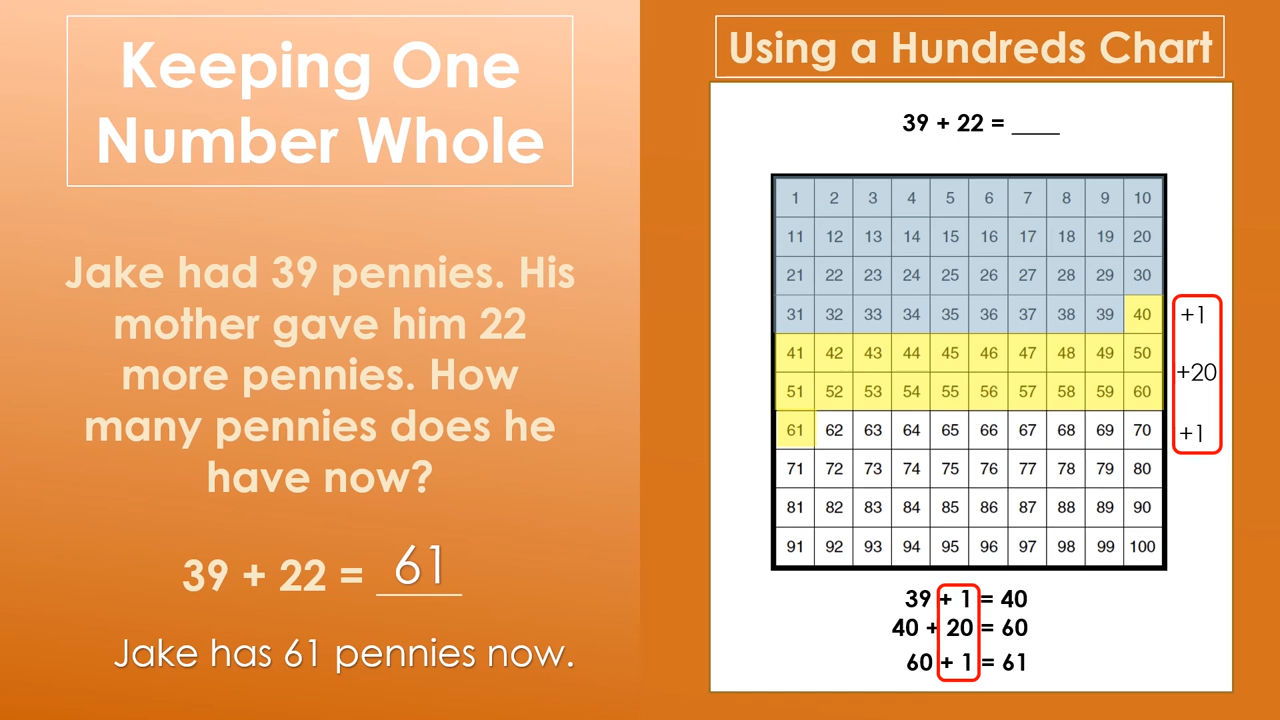 Keeping One
Number Whole
Jake had 39 pennies. His
mother gave him 22
more pennies. How
many pennies does he
have now?
39 + 22 = 61
Jake has 61 pennies now.
Using a Hundreds Chart
39 + 22 = ____
1 2 3 4 5 6 7 8 9 10
11 12 13 14 15 16 17 18 19 20
21 22 23 24 25 26 27 28 29 30
31 32 33 34 35 36 37 38 39 40 +1
41 42 43 44 45 46 47 48 49 50
+20
51 52 53 54 55 56 57 58 59 60
61 62 63 64 65 66 67 68 69 70 +1
71 72 73 74 75 76 77 78 79 80
81 82 83 84 85 86 87 88 89 90
91 92 93 94 95 96 97 98 99 100
39 + 1 = 40
40 + 20 = 60
60 + 1 = 61